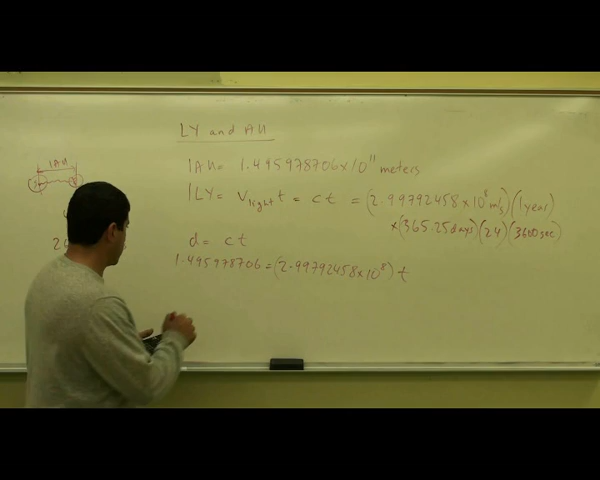 LY and AU
1AU
1AU = 1.495978706 x 10¹¹ meters
1LY = Vlight t = ct = (2.99792458 x 10⁸ m/s) (1 year)
x (365.25 days) (24) (3600 sec)
d = ct
1.495978706 = (2.99792458 x 10⁸) t